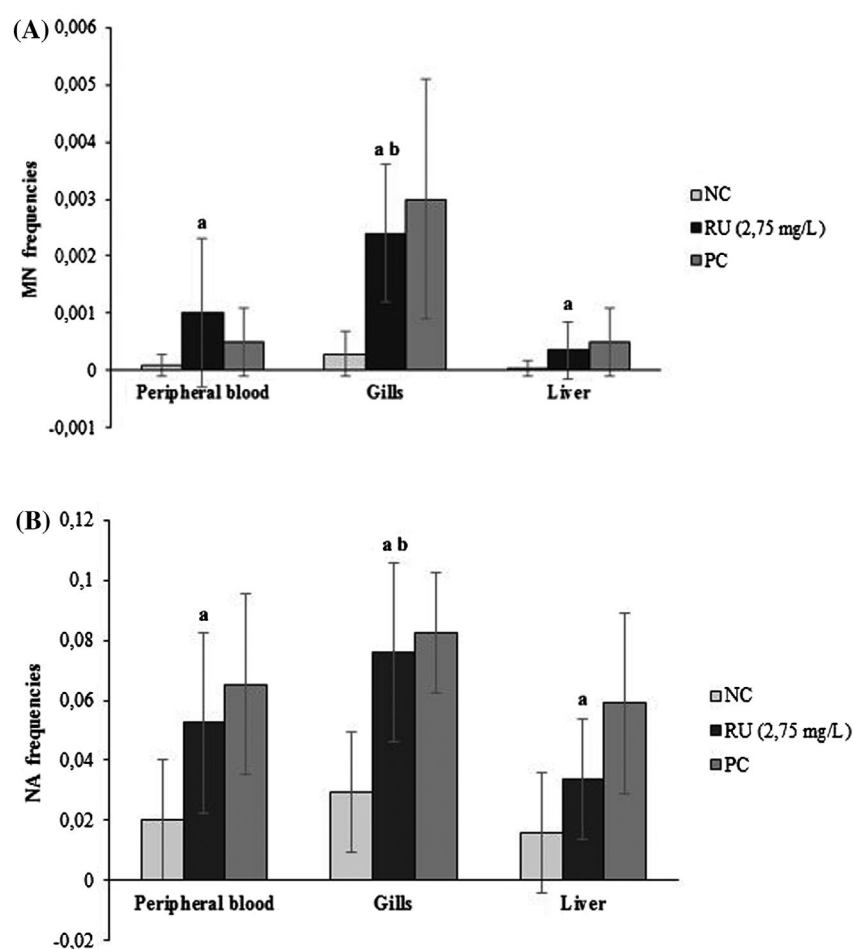 (A)
0,006
0,005
0,004
0,003
0,002
0,001
0
-0,001
MN frequencies
a
a b
a
Peripheral blood Gills Liver
NC
RU (2,75 mg/L)
PC
(B)
0,12
0,1
0,08
0,06
0,04
0,02
0
-0,02
NA frequencies
a
a b
a
Peripheral blood Gills Liver
NC
RU (2,75 mg/L)
PC